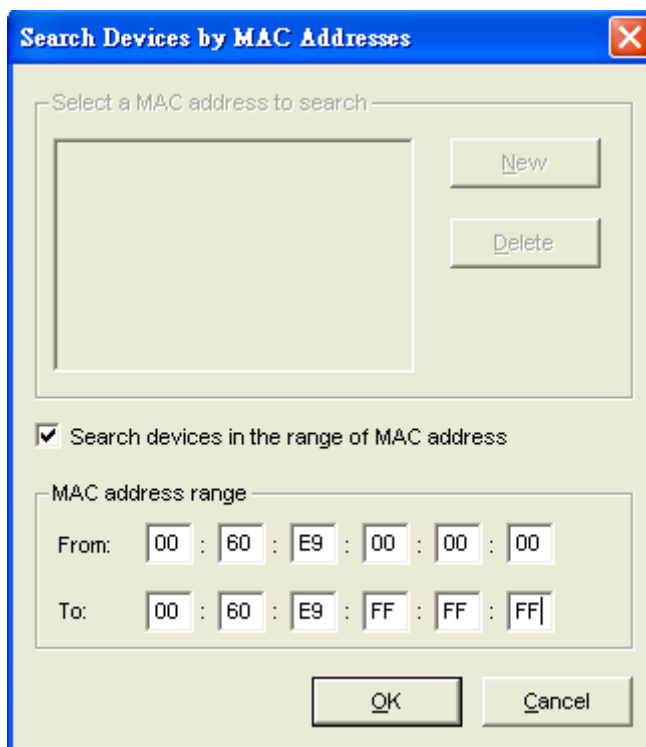 Search Devices by MAC Addresses
Select a MAC address to search
New
Delete
Search devices in the range of MAC address
MAC address range
From: 00 : 60 : E9 : 00 : 00 : 00
To: 00 : 60 : E9 : FF : FF : FF
OK Cancel